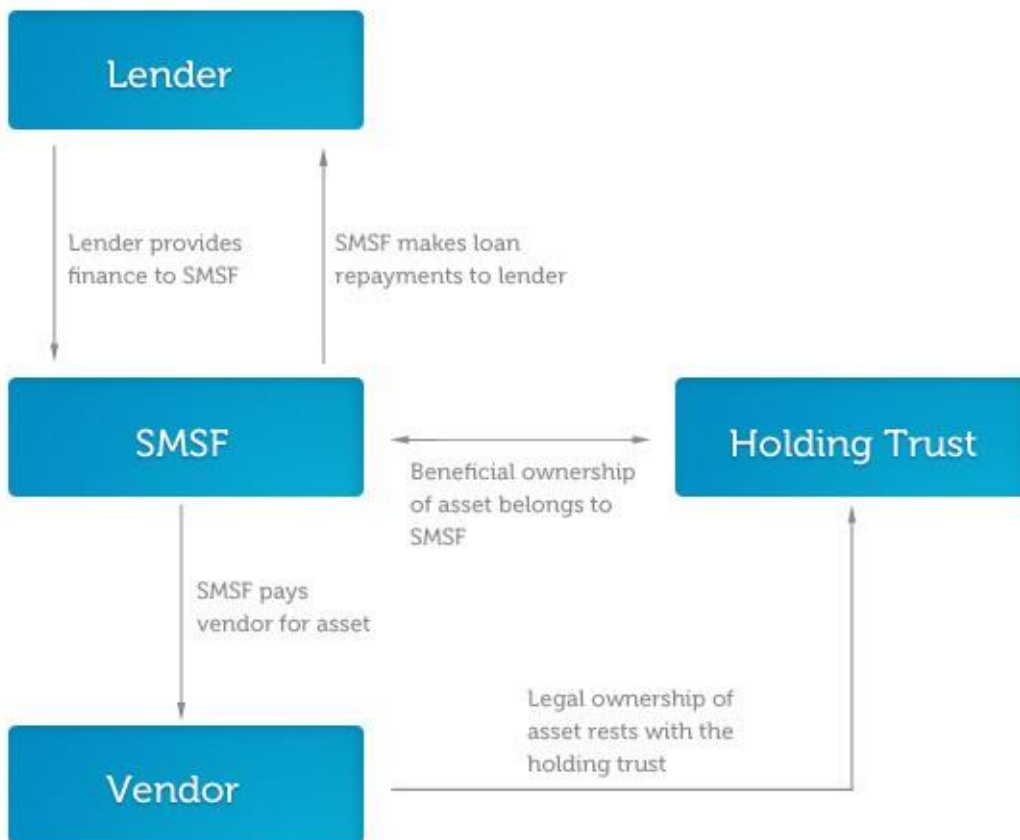 Lender
Lender provides
finance to SMSF
SMSF makes loan
repayments to lender
SMSF
Holding Trust
Beneficial ownership
of asset belongs to
SMSF
SMSF pays
vendor for asset
Legal ownership of
asset rests with the
holding trust
Vendor